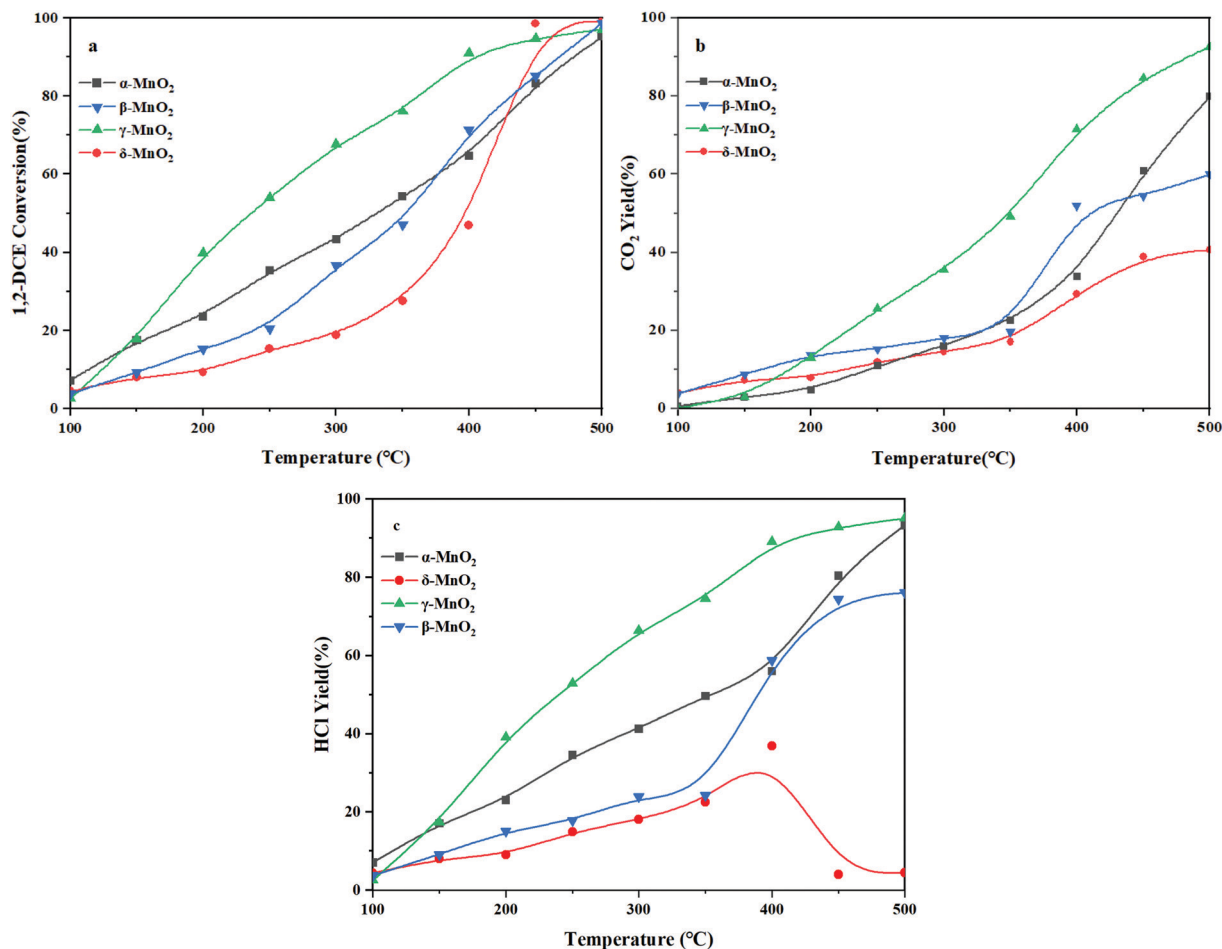 a
α-MnO₂
β-MnO₂
γ-MnO₂
δ-MnO₂
1,2-DCE Conversion(%)
100
80
60
40
20
0
100
200
300
400
500
Temperature (℃)
b
α-MnO₂
β-MnO₂
γ-MnO₂
δ-MnO₂
CO₂ Yield(%)
100
80
60
40
20
0
100
200
300
400
500
Temperature(℃)
c
α-MnO₂
δ-MnO₂
γ-MnO₂
β-MnO₂
HCl Yield(%)
100
80
60
40
20
0
100
200
300
400
500
Temperature (℃)